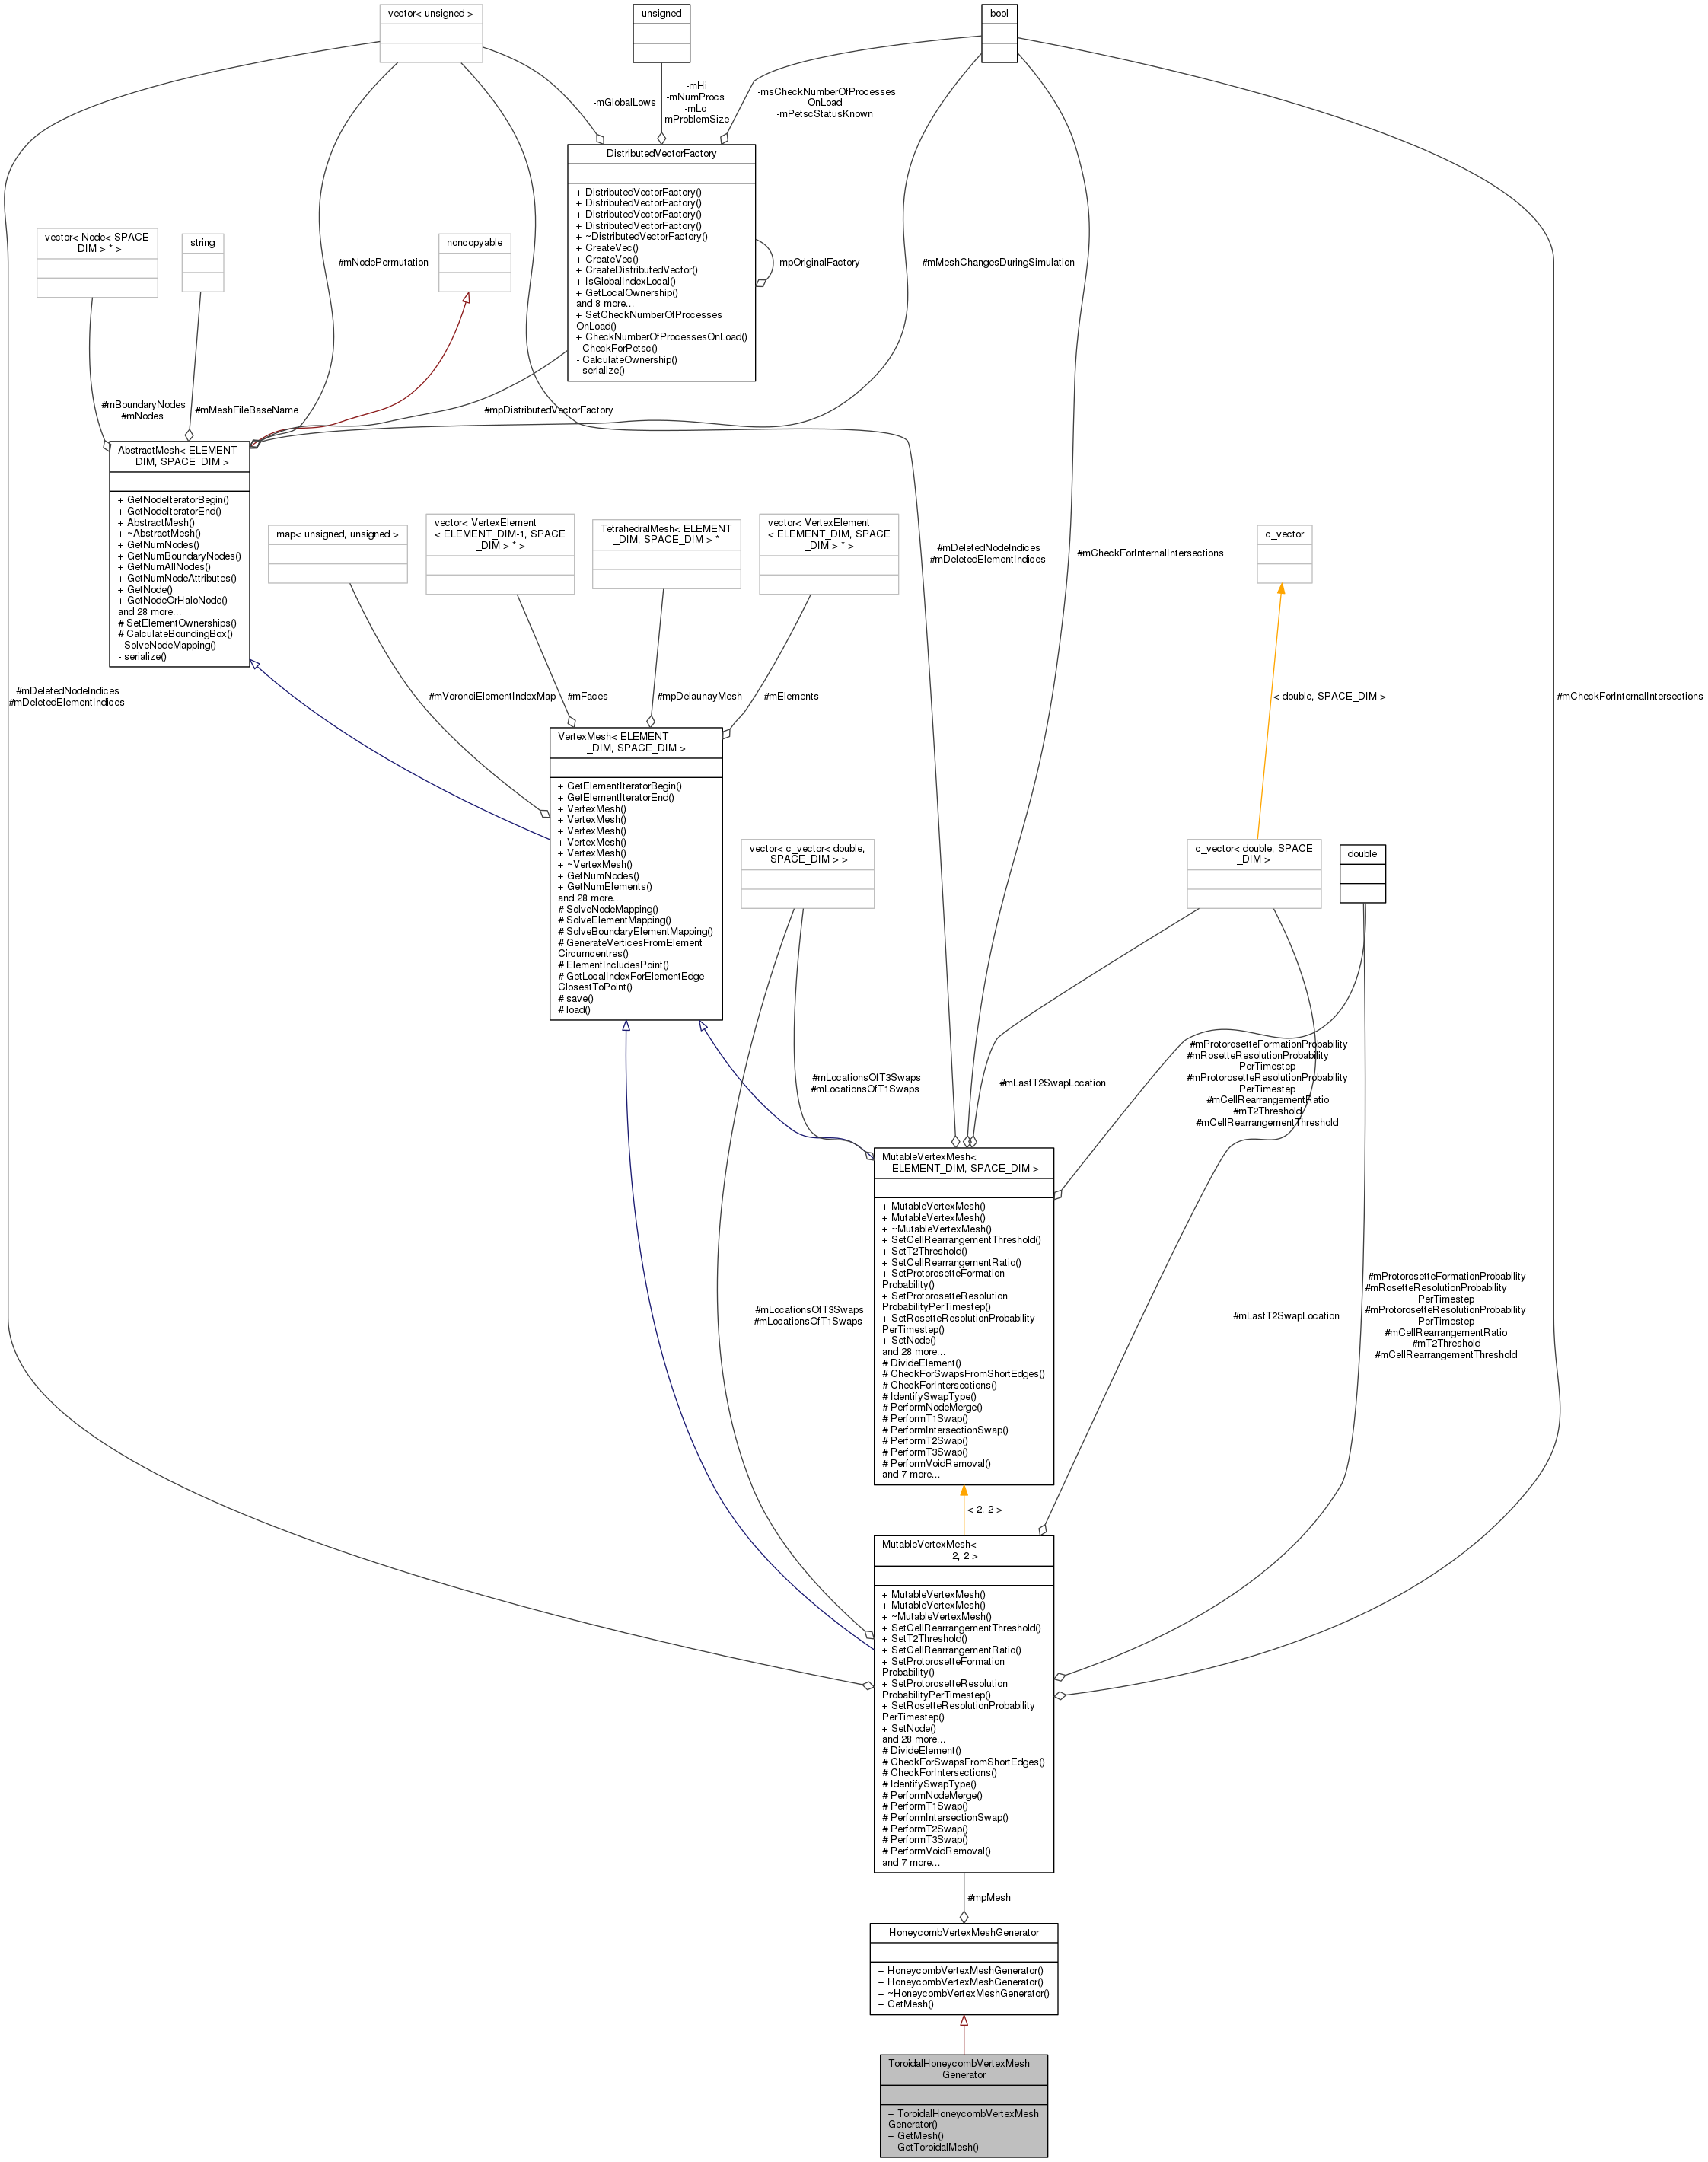 vector< unsigned >
unsigned
bool
-mGlobalLows
-mHi
-mNumProcs
-mLo
-mProblemSize
-msCheckNumberOfProcesses
OnLoad
-mPetscStatusKnown
DistributedVectorFactory
+ DistributedVectorFactory()
+ DistributedVectorFactory()
+ DistributedVectorFactory()
+ DistributedVectorFactory()
+ ~DistributedVectorFactory()
+ CreateVec()
+ CreateVec()
+ CreateDistributedVector()
+ IsGlobalIndexLocal()
+ GetLocalOwnership()
and 8 more...
+ SetCheckNumberOfProcesses
OnLoad()
+ CheckNumberOfProcessesOnLoad()
- CheckForPetsc()
- CalculateOwnership()
- serialize()
-mpOriginalFactory
vector< Node< SPACE
_DIM > * >
string
noncopyable
#mNodePermutation
#mMeshChangesDuringSimulation
#mBoundaryNodes
#mNodes
#mMeshFileBaseName
#mpDistributedVectorFactory
AbstractMesh< ELEMENT
_DIM, SPACE_DIM >
+ GetNodeIteratorBegin()
+ GetNodeIteratorEnd()
+ AbstractMesh()
+ ~AbstractMesh()
+ GetNumNodes()
+ GetNumBoundaryNodes()
+ GetNumAllNodes()
+ GetNumNodeAttributes()
+ GetNode()
+ GetNodeOrHaloNode()
and 28 more...
# SetElementOwnerships()
# CalculateBoundingBox()
- SolveNodeMapping()
- serialize()
map< unsigned, unsigned >
vector< VertexElement
< ELEMENT_DIM-1, SPACE
_DIM > * >
TetrahedralMesh< ELEMENT
_DIM, SPACE_DIM > *
vector< VertexElement
< ELEMENT_DIM, SPACE
_DIM > * >
#mDeletedNodeIndices
#mDeletedElementIndices
#mCheckForInternalIntersections
c_vector
#mDeletedNodeIndices
#mDeletedElementIndices
#mVoronoiElementIndexMap
#mFaces
#mpDelaunayMesh
#mElements
< double, SPACE_DIM >
#mCheckForInternalIntersections
VertexMesh< ELEMENT
_DIM, SPACE_DIM >
+ GetElementIteratorBegin()
+ GetElementIteratorEnd()
+ VertexMesh()
+ VertexMesh()
+ VertexMesh()
+ VertexMesh()
+ VertexMesh()
+ ~VertexMesh()
+ GetNumNodes()
+ GetNumElements()
and 28 more...
# SolveNodeMapping()
# SolveElementMapping()
# SolveBoundaryElementMapping()
# GenerateVerticesFromElement
Circumcentres()
# ElementIncludesPoint()
# GetLocalIndexForElementEdge
ClosestToPoint()
# save()
# load()
vector< c_vector< double,
SPACE_DIM > >
c_vector< double, SPACE
_DIM >
double
#mLocationsOfT3Swaps
#mLocationsOfT1Swaps
#mLastT2SwapLocation
#mProtorosetteFormationProbability
#mRosetteResolutionProbability
PerTimestep
#mProtorosetteResolutionProbability
PerTimestep
#mCellRearrangementRatio
#mT2Threshold
#mCellRearrangementThreshold
MutableVertexMesh<
ELEMENT_DIM, SPACE_DIM >
+ MutableVertexMesh()
+ MutableVertexMesh()
+ ~MutableVertexMesh()
+ SetCellRearrangementThreshold()
+ SetT2Threshold()
+ SetCellRearrangementRatio()
+ SetProtorosetteFormation
Probability()
+ SetProtorosetteResolution
ProbabilityPerTimestep()
+ SetRosetteResolutionProbability
PerTimestep()
+ SetNode()
and 28 more...
# DivideElement()
# CheckForSwapsFromShortEdges()
# CheckForIntersections()
# IdentifySwapType()
# PerformNodeMerge()
# PerformT1Swap()
# PerformIntersectionSwap()
# PerformT2Swap()
# PerformT3Swap()
# PerformVoidRemoval()
and 7 more...
#mLocationsOfT3Swaps
#mLocationsOfT1Swaps
#mLastT2SwapLocation
#mProtorosetteFormationProbability
#mRosetteResolutionProbability
PerTimestep
#mProtorosetteResolutionProbability
PerTimestep
#mCellRearrangementRatio
#mT2Threshold
#mCellRearrangementThreshold
< 2, 2 >
MutableVertexMesh<
2, 2 >
+ MutableVertexMesh()
+ MutableVertexMesh()
+ ~MutableVertexMesh()
+ SetCellRearrangementThreshold()
+ SetT2Threshold()
+ SetCellRearrangementRatio()
+ SetProtorosetteFormation
Probability()
+ SetProtorosetteResolution
ProbabilityPerTimestep()
+ SetRosetteResolutionProbability
PerTimestep()
+ SetNode()
and 28 more...
# DivideElement()
# CheckForSwapsFromShortEdges()
# CheckForIntersections()
# IdentifySwapType()
# PerformNodeMerge()
# PerformT1Swap()
# PerformIntersectionSwap()
# PerformT2Swap()
# PerformT3Swap()
# PerformVoidRemoval()
and 7 more...
#mpMesh
HoneycombVertexMeshGenerator
+ HoneycombVertexMeshGenerator()
+ HoneycombVertexMeshGenerator()
+ ~HoneycombVertexMeshGenerator()
+ GetMesh()
ToroidalHoneycombVertexMesh
Generator
+ ToroidalHoneycombVertexMesh
Generator()
+ GetMesh()
+ GetToroidalMesh()